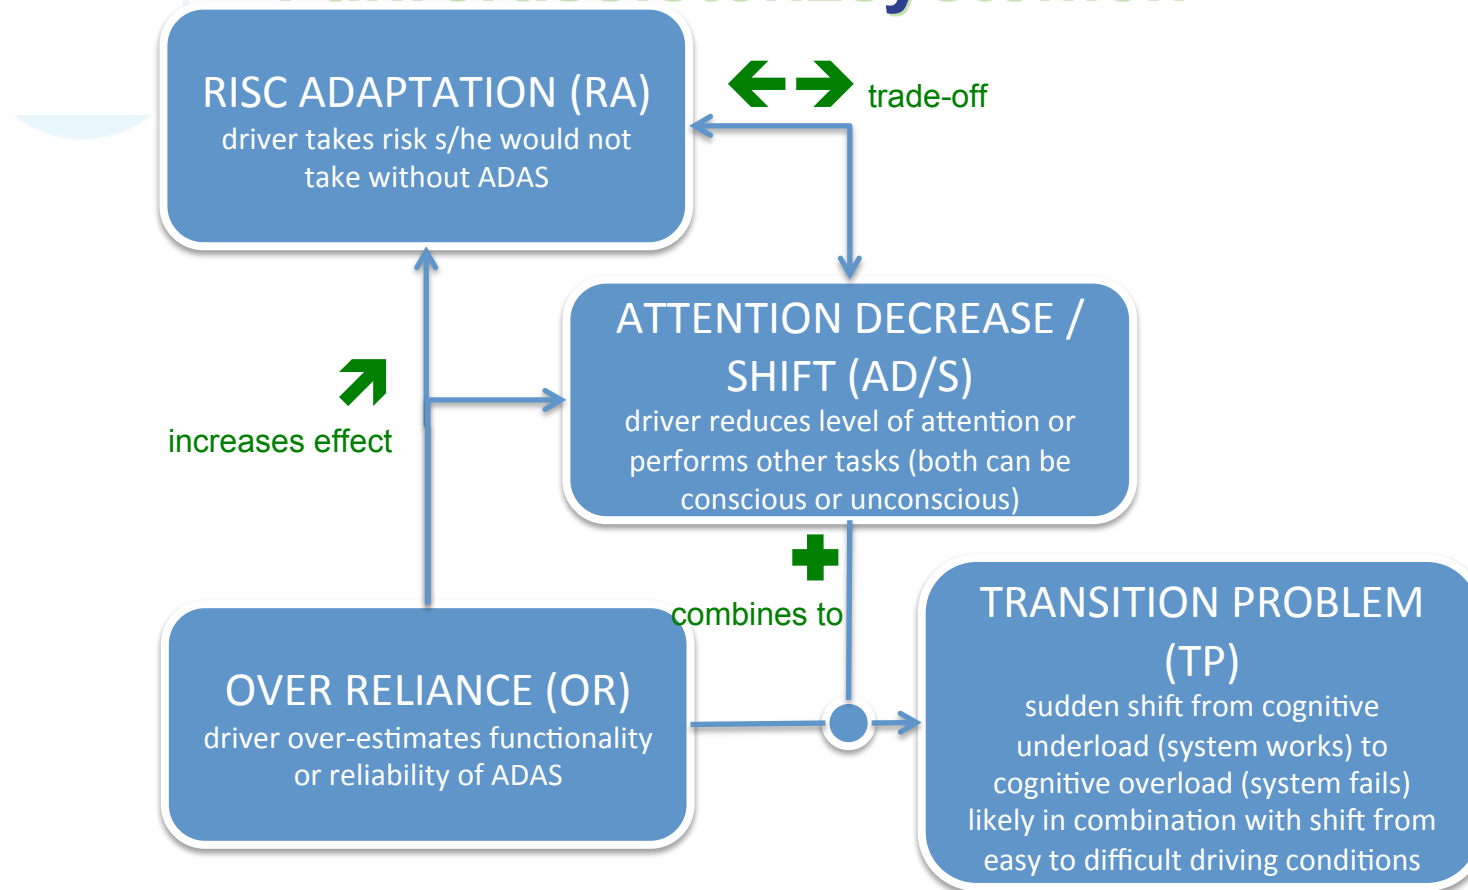 RISC ADAPTATION (RA)
driver takes risk s/he would not
take without ADAS
trade-off
ATTENTION DECREASE /
SHIFT (AD/S)
driver reduces level of attention or
performs other tasks (both can be
conscious or unconscious)
increases effect
combines to
OVER RELIANCE (OR)
driver over-estimates functionality
or reliability of ADAS
TRANSITION PROBLEM
(TP)
sudden shift from cognitive
underload (system works) to
cognitive overload (system fails)
likely in combination with shift from
easy to difficult driving conditions